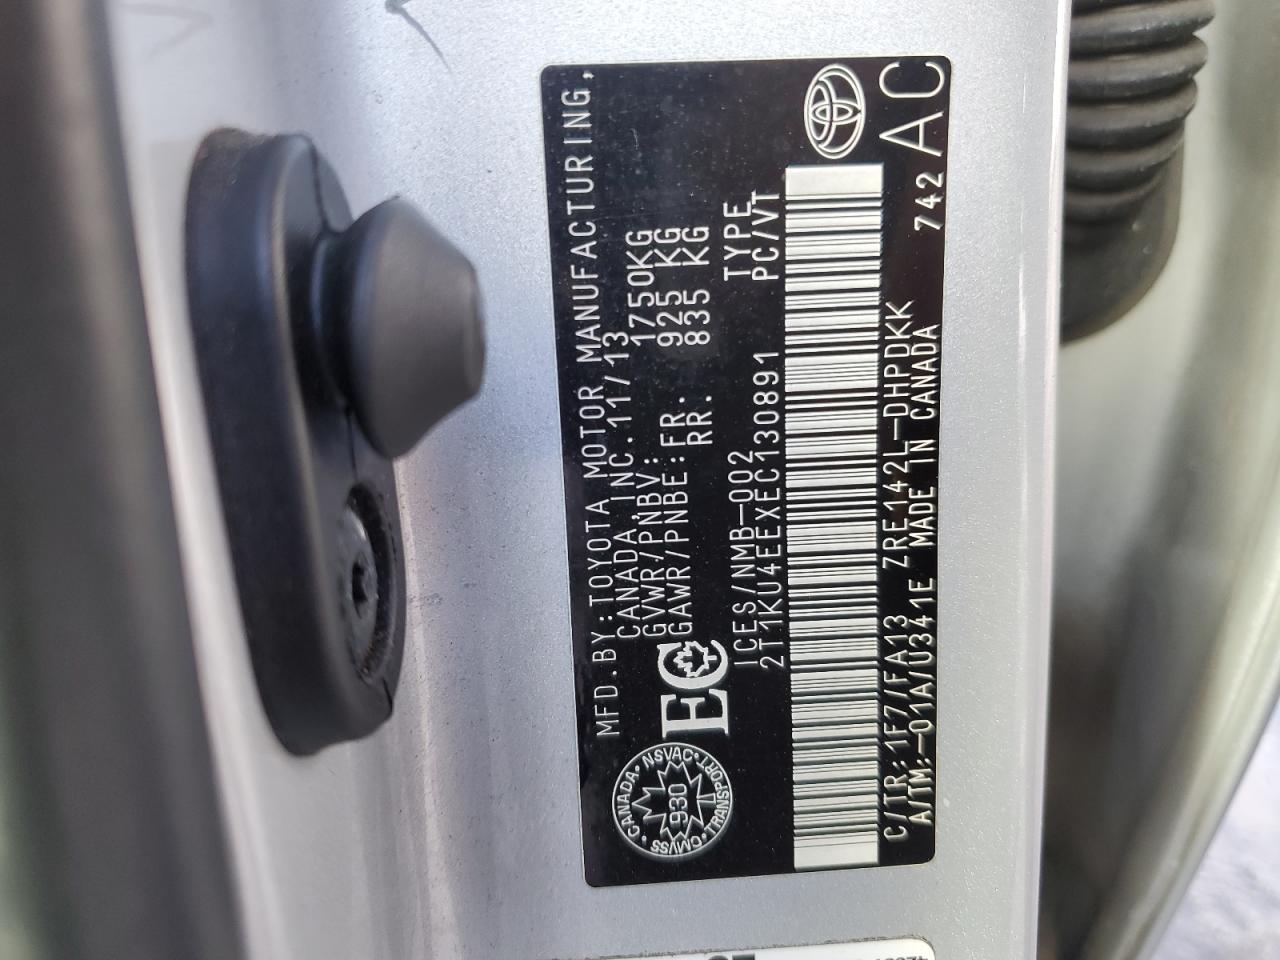 MFD.BY:TOYOTA MOTOR MANUFACTURING,
CANADA,INC.11/13
GVWR/PNBV: 1750KG
GAWR/PNBE:FR. 925 KG
RR. 835 KG
CANADA • NSVAC • TRANSPORT • CMVSS •
930
EC
ICES/NMB-002 TYPE
2T1KU4EEXEC130891 PC/VT
C/TR:1F7/FA13 ZRE142L-DHPDKK
A/TM:-01A/U341E MADE IN CANADA
742 AC